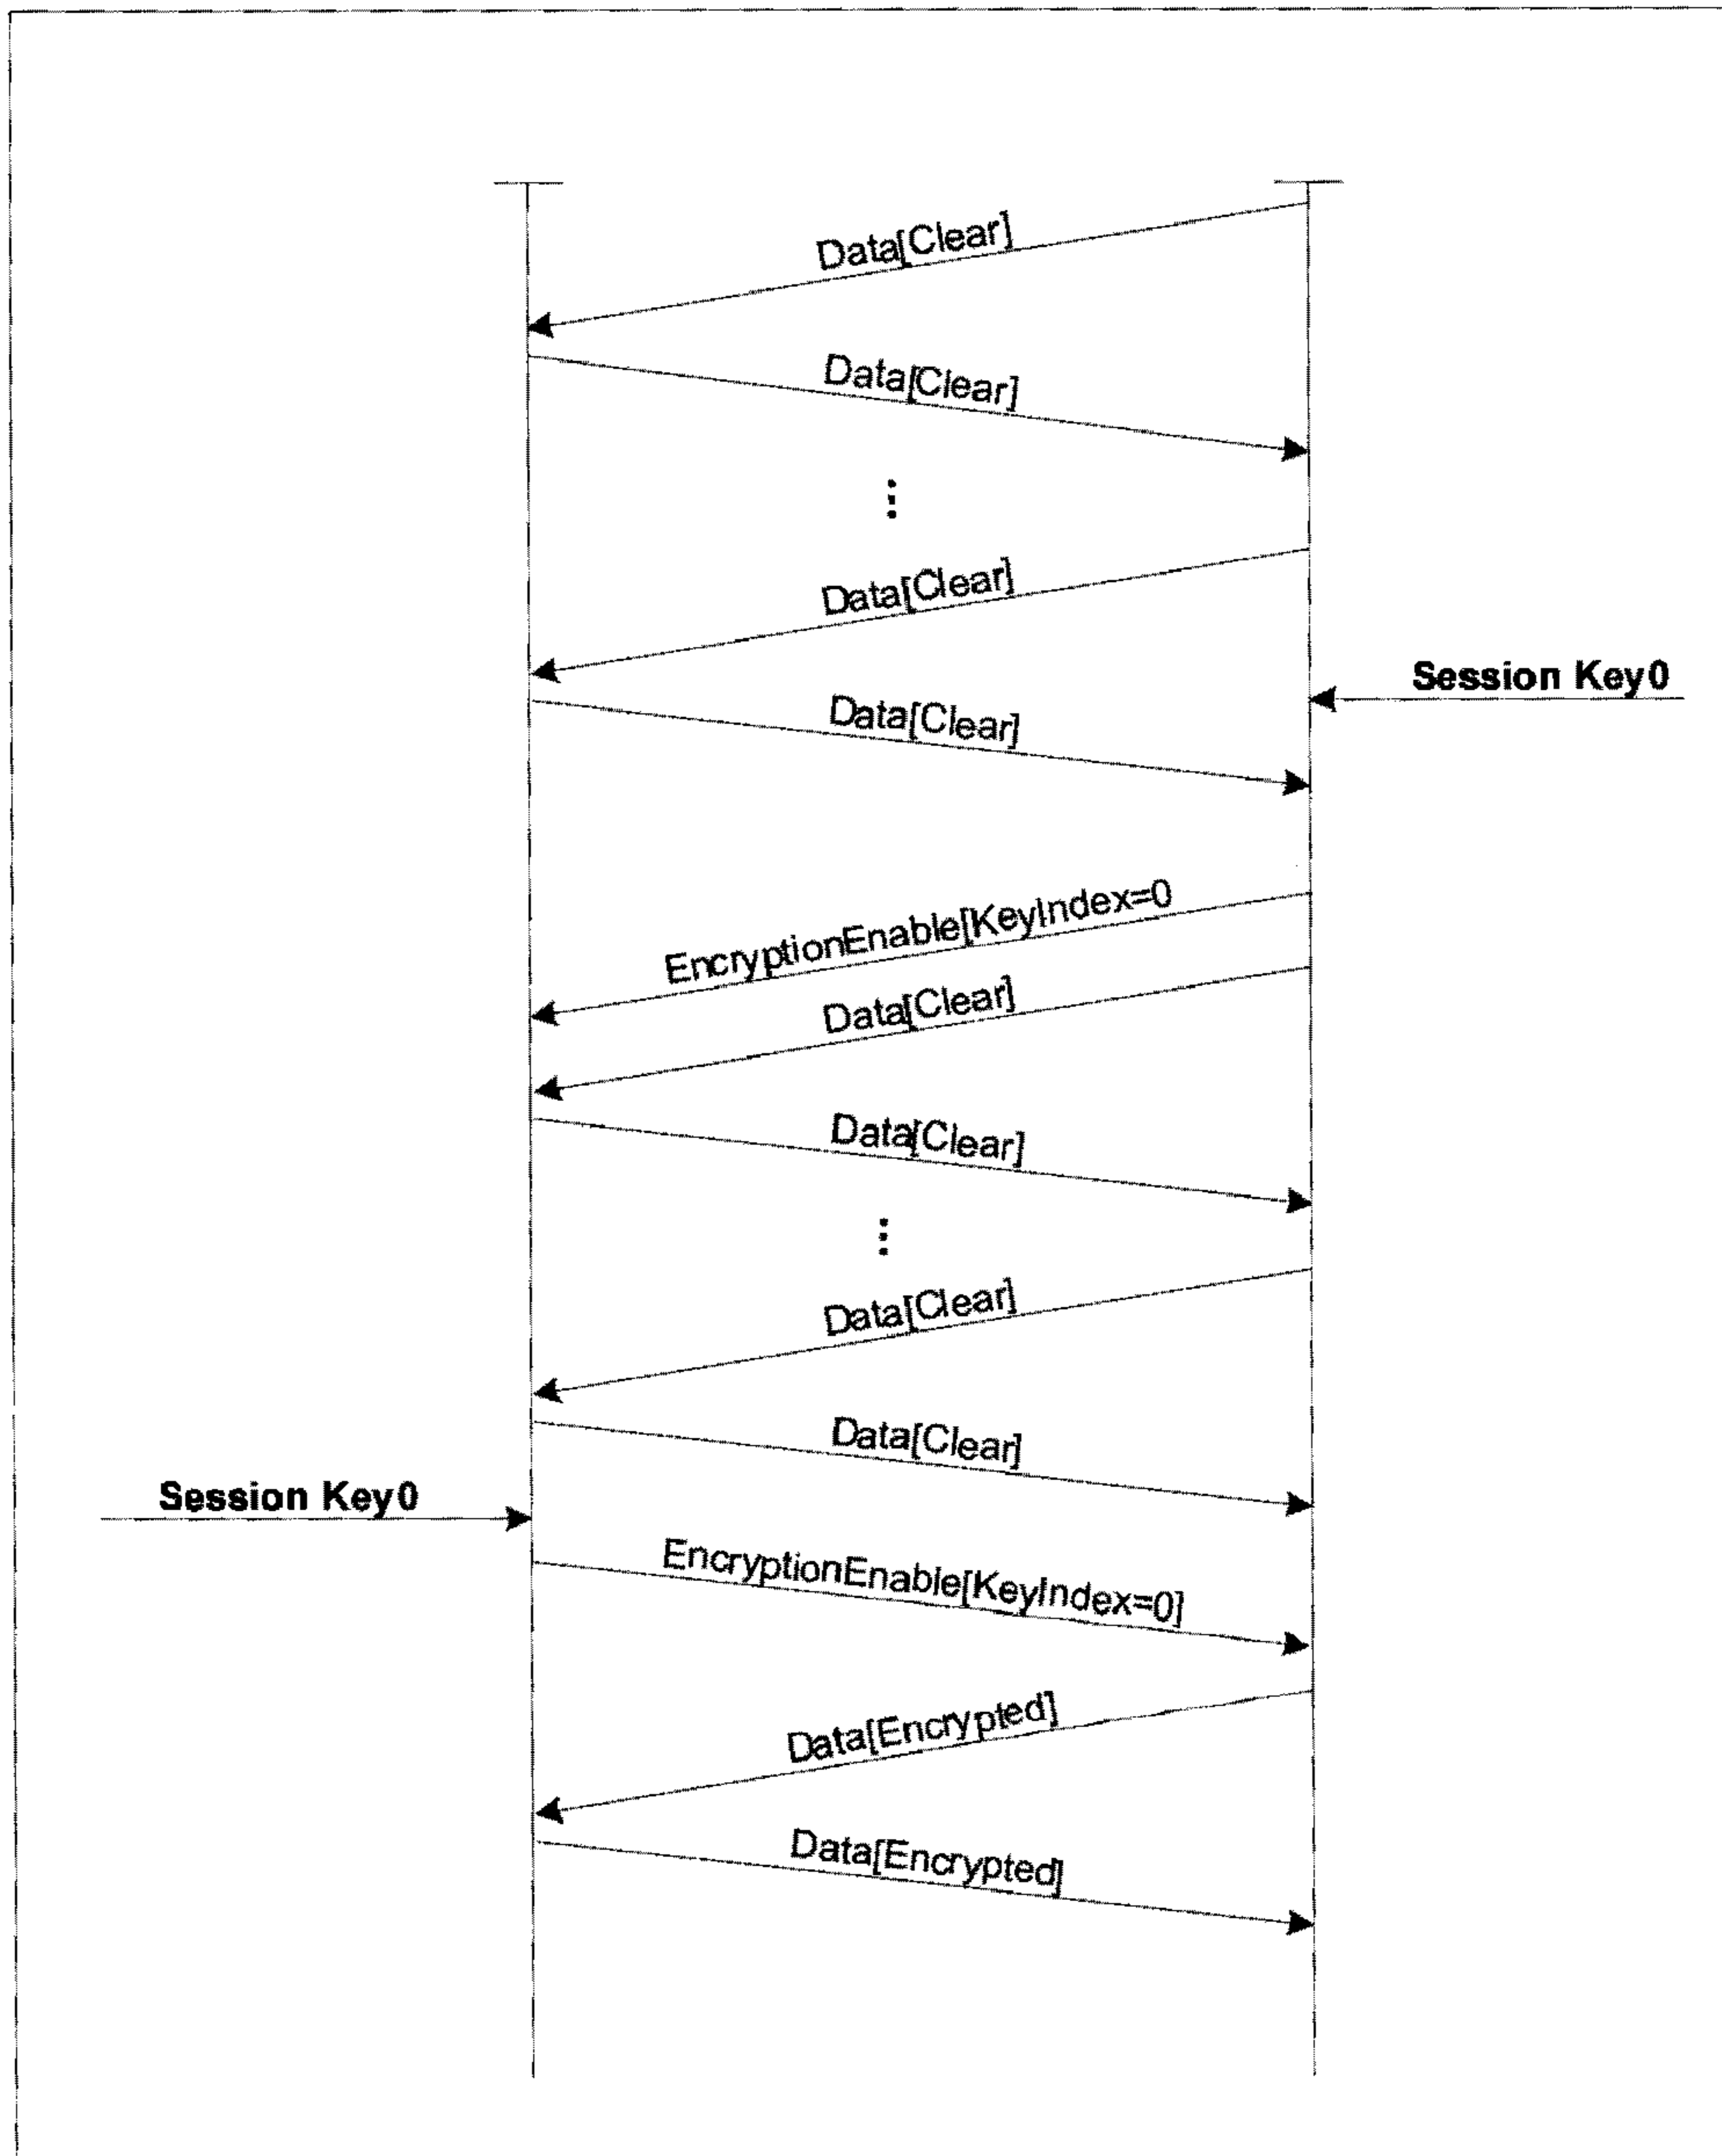 Data[Clear]
Data[Clear]
Data[Clear]
Session Key0
Data[Clear]
EncryptionEnable[KeyIndex=0
Data[Clear]
Data[Clear]
Data[Clear]
Data[Clear]
Session Key0
EncryptionEnable[KeyIndex=0]
Data[Encrypted]
Data[Encrypted]